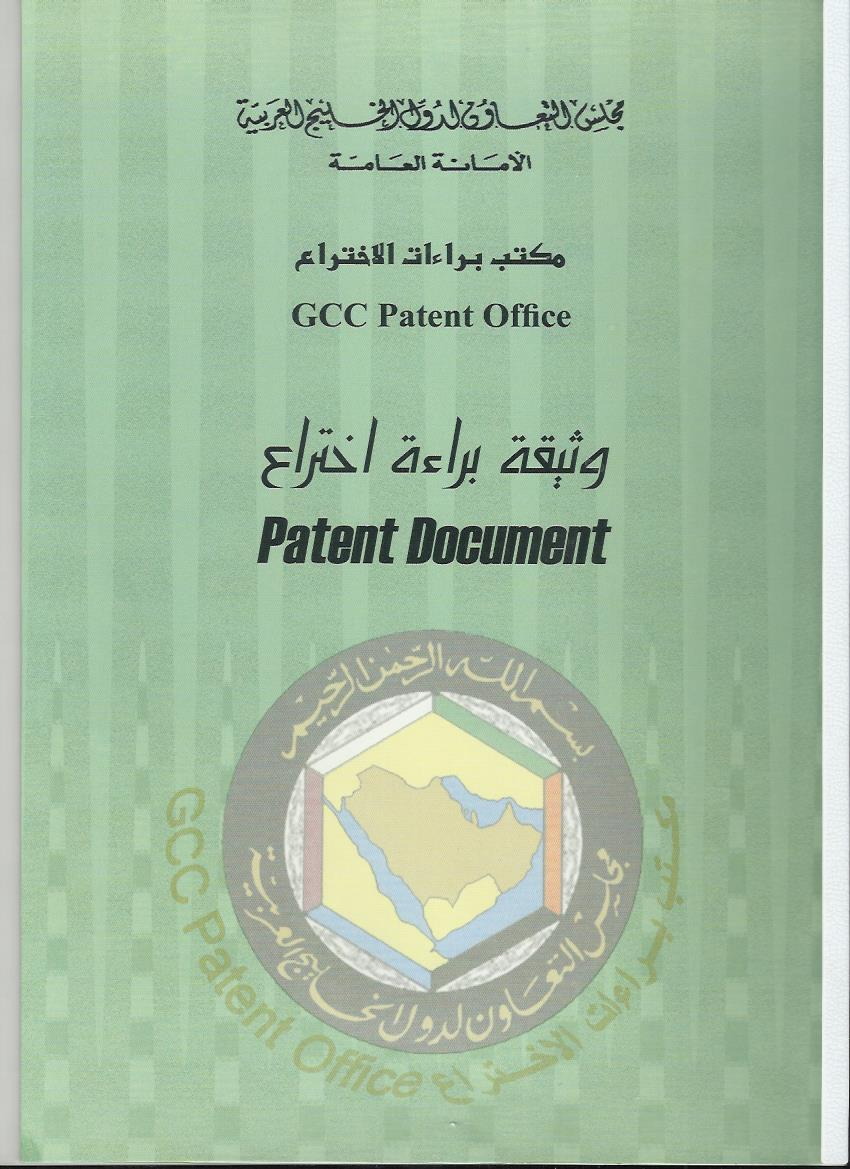 مجلس التعاون لدول الخليج العربية
الأمانة العامة
مكتب براءات الاختراع
GCC Patent Office
وثيقة براءة اختراع
Patent Document
بسم الله الرحمن الرحيم
مجلس التعاون لدول الخليج العربية
GCC Patent Office
مكتب براءات الاختراع